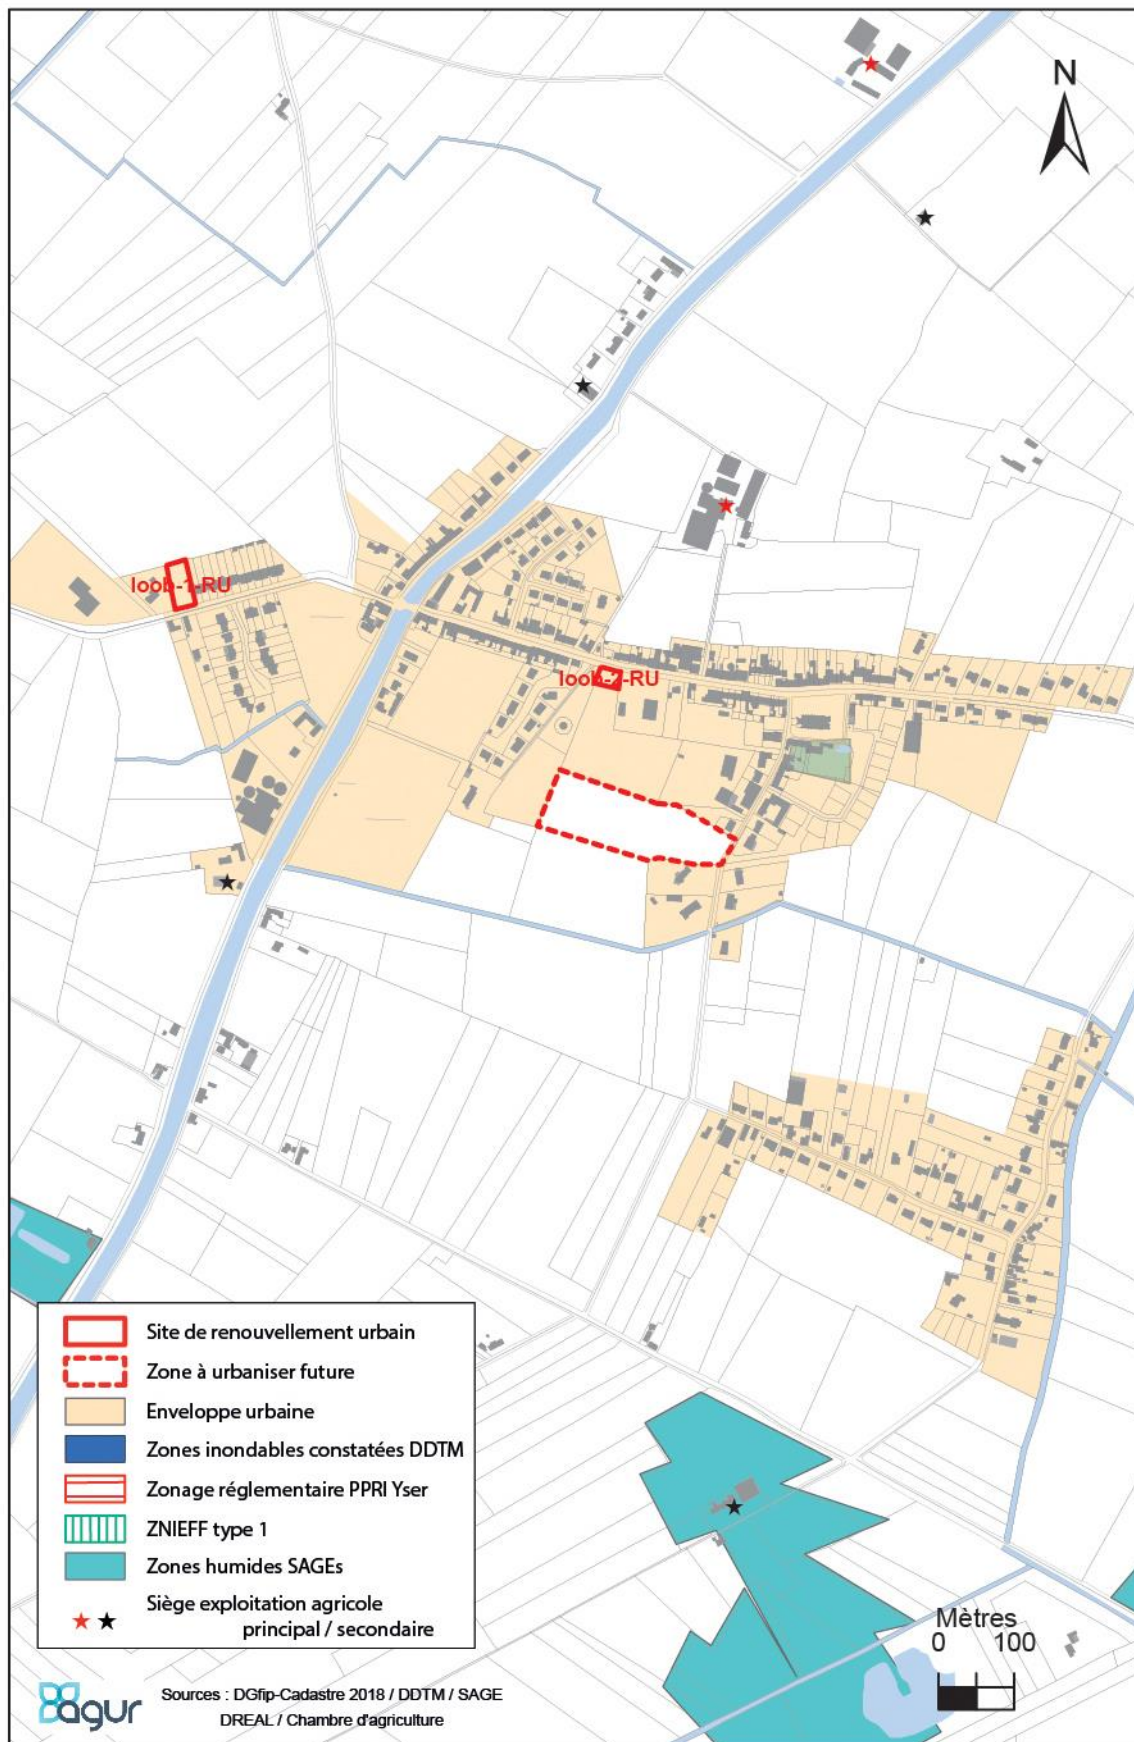 N
loob-1-RU
loob-2-RU
Site de renouvellement urbain
Zone à urbaniser future
Enveloppe urbaine
Zones inondables constatées DDTM
Zonage réglementaire PPRI Yser
ZNIEFF type 1
Zones humides SAGEs
Siège exploitation agricole
principal / secondaire
Mètres
0 100
agur
Sources : DGfip-Cadastre 2018 / DDTM / SAGE
DREAL / Chambre d'agriculture